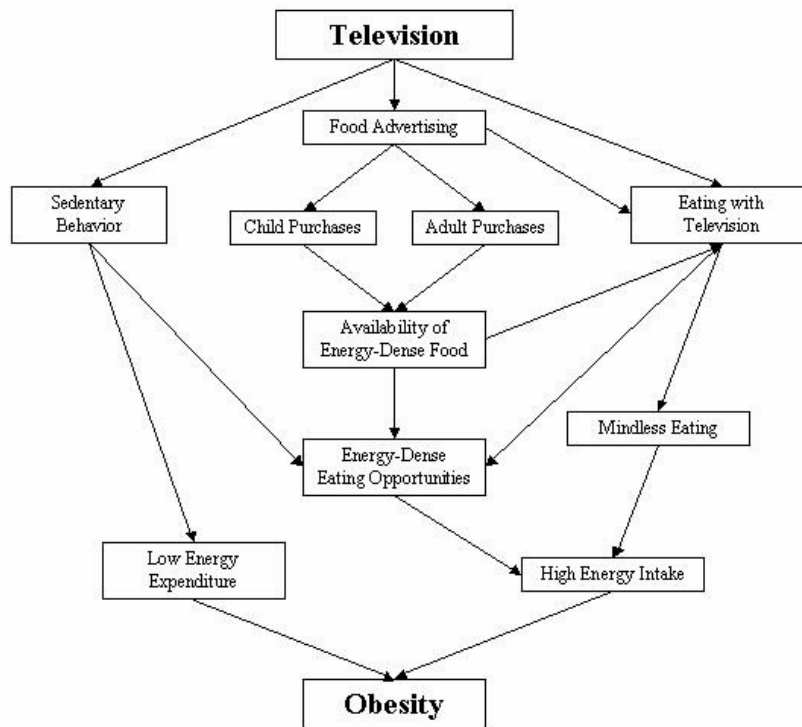 Television
Food Advertising
Sedentary
Behavior
Child Purchases
Adult Purchases
Eating with
Television
Availability of
Energy-Dense Food
Mindless Eating
Energy-Dense
Eating Opportunities
Low Energy
Expenditure
High Energy Intake
Obesity